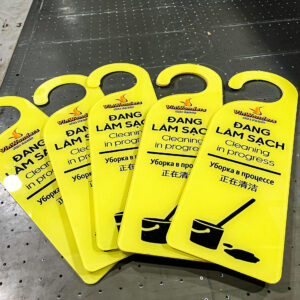 ĐANG
LÀM SẠCH
Cleaning
in progress
Уборка в процессе
正在清洁